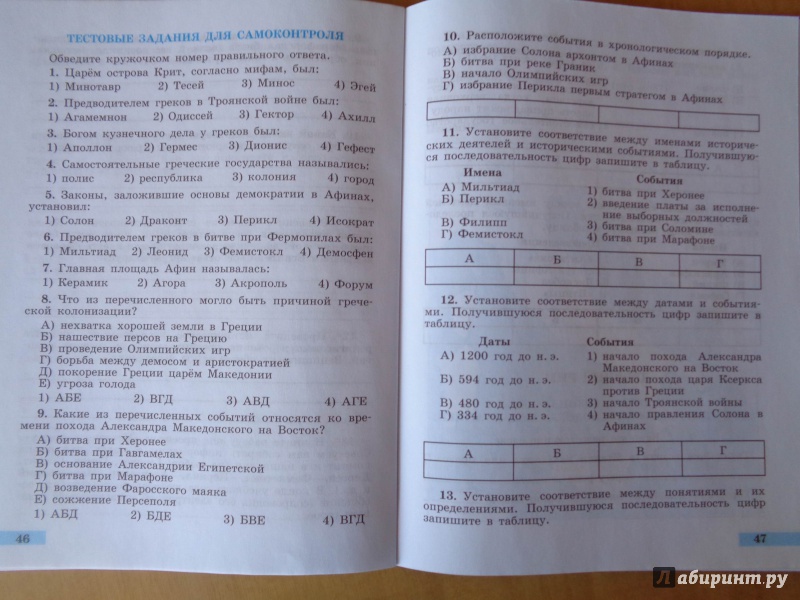 ТЕСТОВЫЕ ЗАДАНИЯ ДЛЯ САМОКОНТРОЛЯ
Обведите кружочком номер правильного ответа.
1. Царём острова Крит, согласно мифам, был:
1) Минотавр 2) Тесей 3) Минос 4) Эгей
2. Предводителем греков в Троянской войне был:
1) Агамемнон 2) Одиссей 3) Гектор 4) Ахилл
3. Богом кузнечного дела у греков был:
1) Аполлон 2) Гермес 3) Дионис 4) Гефест
4. Самостоятельные греческие государства назывались:
1) полис 2) республика 3) колония 4) город
5. Законы, заложившие основы демократии в Афинах,
установил:
1) Солон 2) Драконт 3) Перикл 4) Исократ
6. Предводителем греков в битве при Фермопилах был:
1) Мильтиад 2) Леонид 3) Фемистокл 4) Демосфен
7. Главная площадь Афин называлась:
1) Керамик 2) Агора 3) Акрополь 4) Форум
8. Что из перечисленного могло быть причиной грече-
ской колонизации?
А) нехватка хорошей земли в Греции
Б) нашествие персов на Грецию
В) проведение Олимпийских игр
Г) борьба между демосом и аристократией
Д) покорение Греции царём Македонии
Е) угроза голода
1) АБЕ 2) ВГД 3) АВД 4) АГЕ
9. Какие из перечисленных событий относятся ко вре-
мени похода Александра Македонского на Восток?
А) битва при Херонее
Б) битва при Гавгамелах
В) основание Александрии Египетской
Г) битва при Марафоне
Д) возведение Фаросского маяка
Е) сожжение Персеполя
1) АБД 2) БДЕ 3) БВЕ 4) ВГД
46
10. Расположите события в хронологическом порядке.
А) избрание Солона архонтом в Афинах
Б) битва при реке Граник
В) начало Олимпийских игр
Г) избрание Перикла первым стратегом в Афинах
11. Установите соответствие между именами историче-
ских деятелей и историческими событиями. Получившую-
ся последовательность цифр запишите в таблицу.
Имена События
А) Мильтиад 1) битва при Херонее
Б) Перикл 2) введение платы за исполне-
ние выборных должностей
В) Филипп 3) битва при Соломине
Г) Фемистокл 4) битва при Марафоне
А Б В Г
12. Установите соответствие между датами и события-
ми. Получившуюся последовательность цифр запишите в
таблицу.
Даты События
А) 1200 год до н. э. 1) начало похода Александра
Македонского на Восток
Б) 594 год до н. э. 2) начало похода царя Ксеркса
против Греции
В) 480 год до н. э. 3) начало Троянской войны
Г) 334 год до н. э. 4) начало правления Солона в
Афинах
А Б В Г
13. Установите соответствие между понятиями и их
определениями. Получившуюся последовательность цифр
запишите в таблицу.
47
Лабиринт.ру